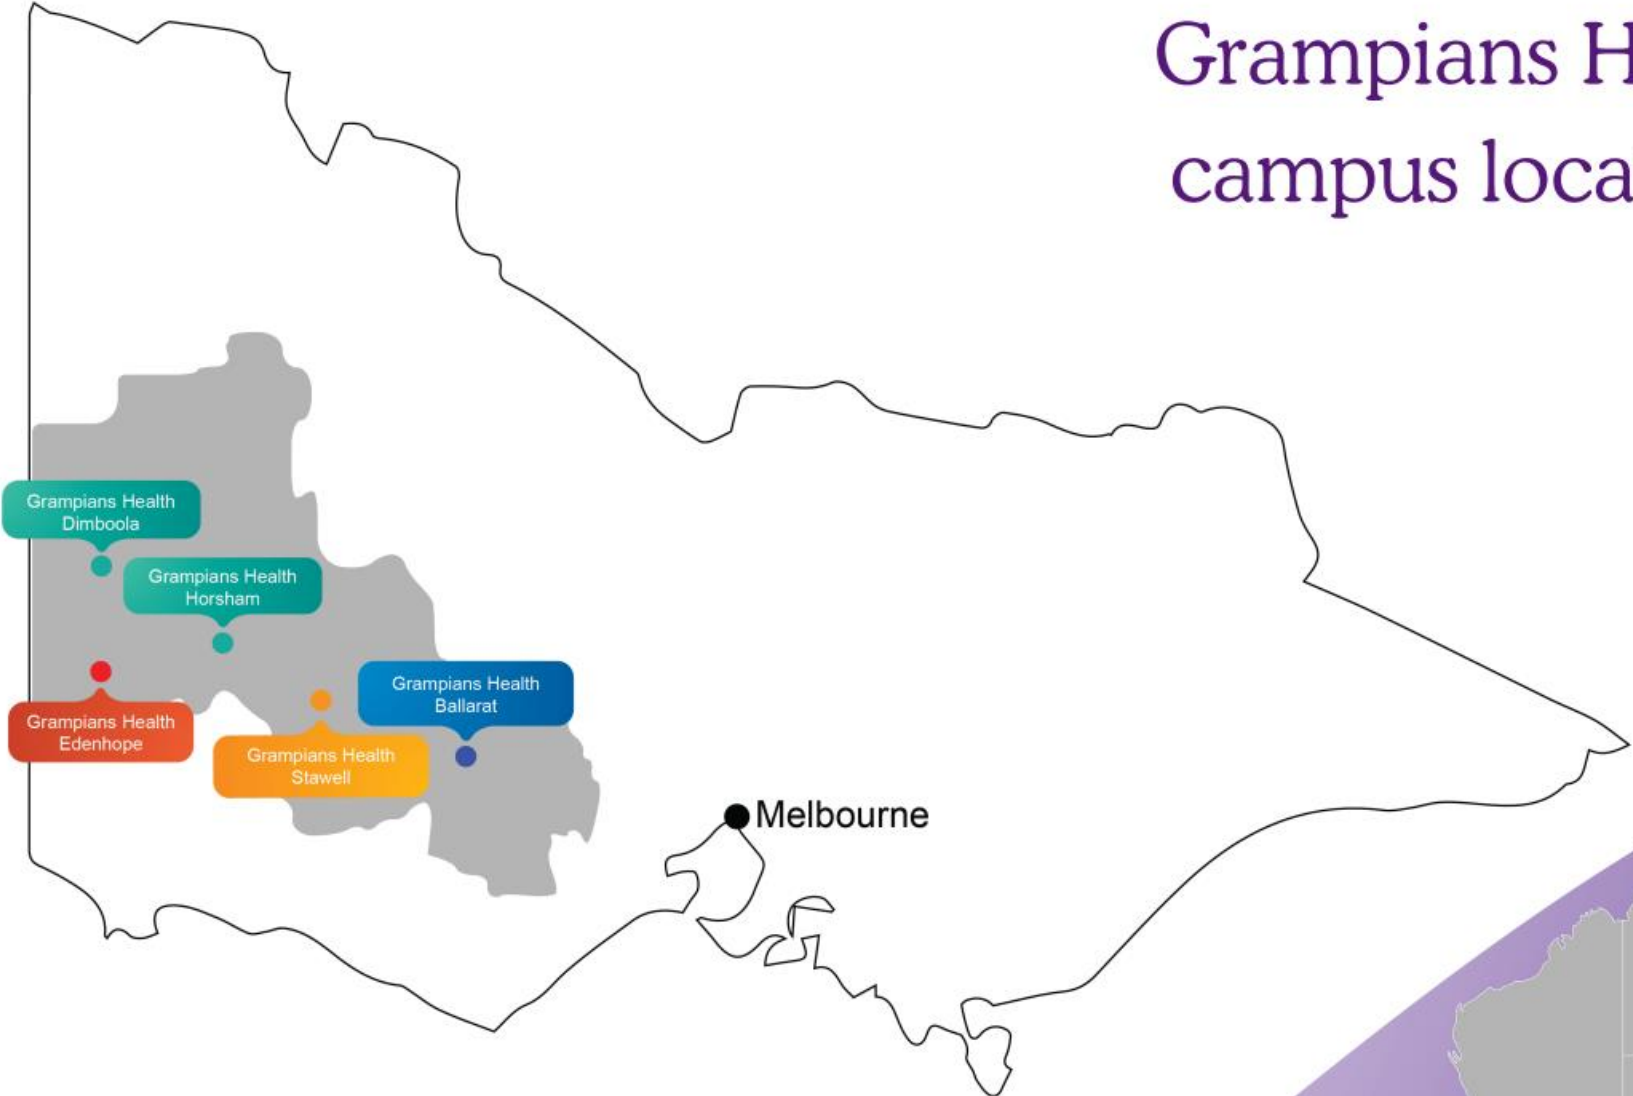 Grampians H
campus loca
Grampians Health
Dimboola
Grampians Health
Horsham
Grampians Health
Edenhope
Grampians Health
Stawell
Grampians Health
Ballarat
Melbourne